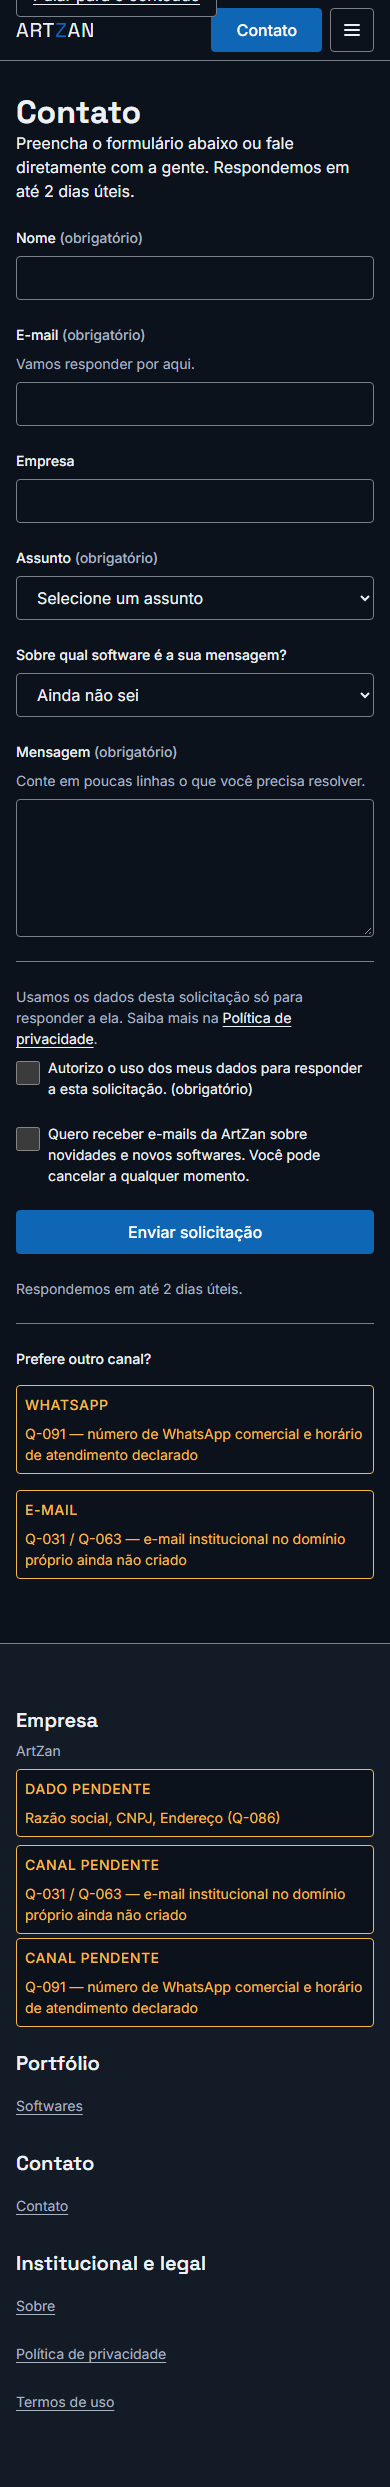 ARTZAN
Contato
Contato
Preencha o formulário abaixo ou fale
diretamente com a gente. Respondemos em
até 2 dias úteis.
Nome (obrigatório)
E-mail (obrigatório)
Vamos responder por aqui.
Empresa
Assunto (obrigatório)
Selecione um assunto
Sobre qual software é a sua mensagem?
Ainda não sei
Mensagem (obrigatório)
Conte em poucas linhas o que você precisa resolver.
Usamos os dados desta solicitação só para
responder a ela. Saiba mais na Política de
privacidade.
Autorizo o uso dos meus dados para responder
a esta solicitação. (obrigatório)
Quero receber e-mails da ArtZan sobre
novidades e novos softwares. Você pode
cancelar a qualquer momento.
Enviar solicitação
Respondemos em até 2 dias úteis.
Prefere outro canal?
WHATSAPP
Q-091 — número de WhatsApp comercial e horário
de atendimento declarado
E-MAIL
Q-031 / Q-063 — e-mail institucional no domínio
próprio ainda não criado
Empresa
ArtZan
DADO PENDENTE
Razão social, CNPJ, Endereço (Q-086)
CANAL PENDENTE
Q-031 / Q-063 — e-mail institucional no domínio
próprio ainda não criado
CANAL PENDENTE
Q-091 — número de WhatsApp comercial e horário
de atendimento declarado
Portfólio
Softwares
Contato
Contato
Institucional e legal
Sobre
Política de privacidade
Termos de uso